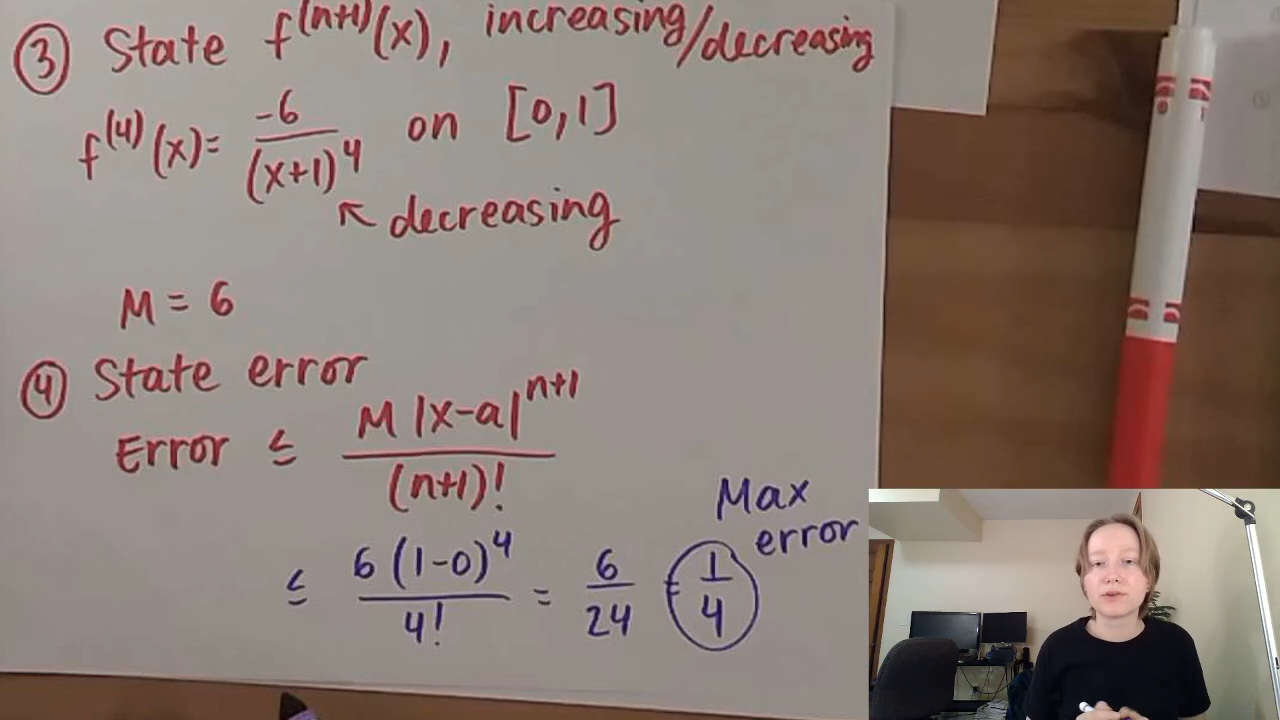 ③ State f^(n+1)(x), increasing/decreasing
f^(4)(x) = -6/(x+1)^4 on [0,1]
↖ decreasing
M = 6
④ State error
Error ≤ M|x-a|^n+1/(n+1)!
≤ 6(1-0)^4/4! = 6/24 = 1/4
Max
error